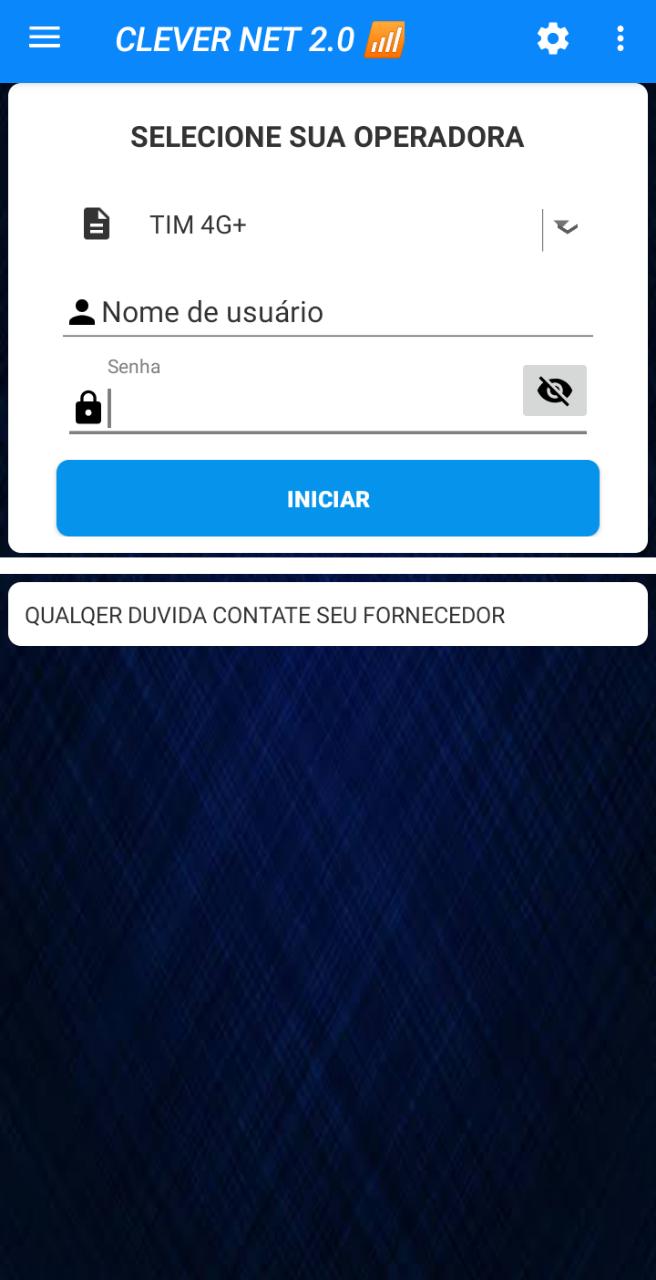 CLEVER NET 2.0 📶
SELECIONE SUA OPERADORA
TIM 4G+
Nome de usuário
Senha
INICIAR
QUALQER DUVIDA CONTATE SEU FORNECEDOR